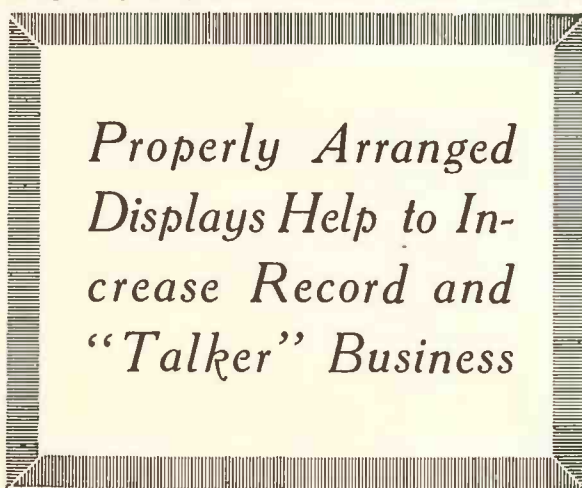 Properly Arranged
Displays Help to In-
crease Record and
“Talker” Business